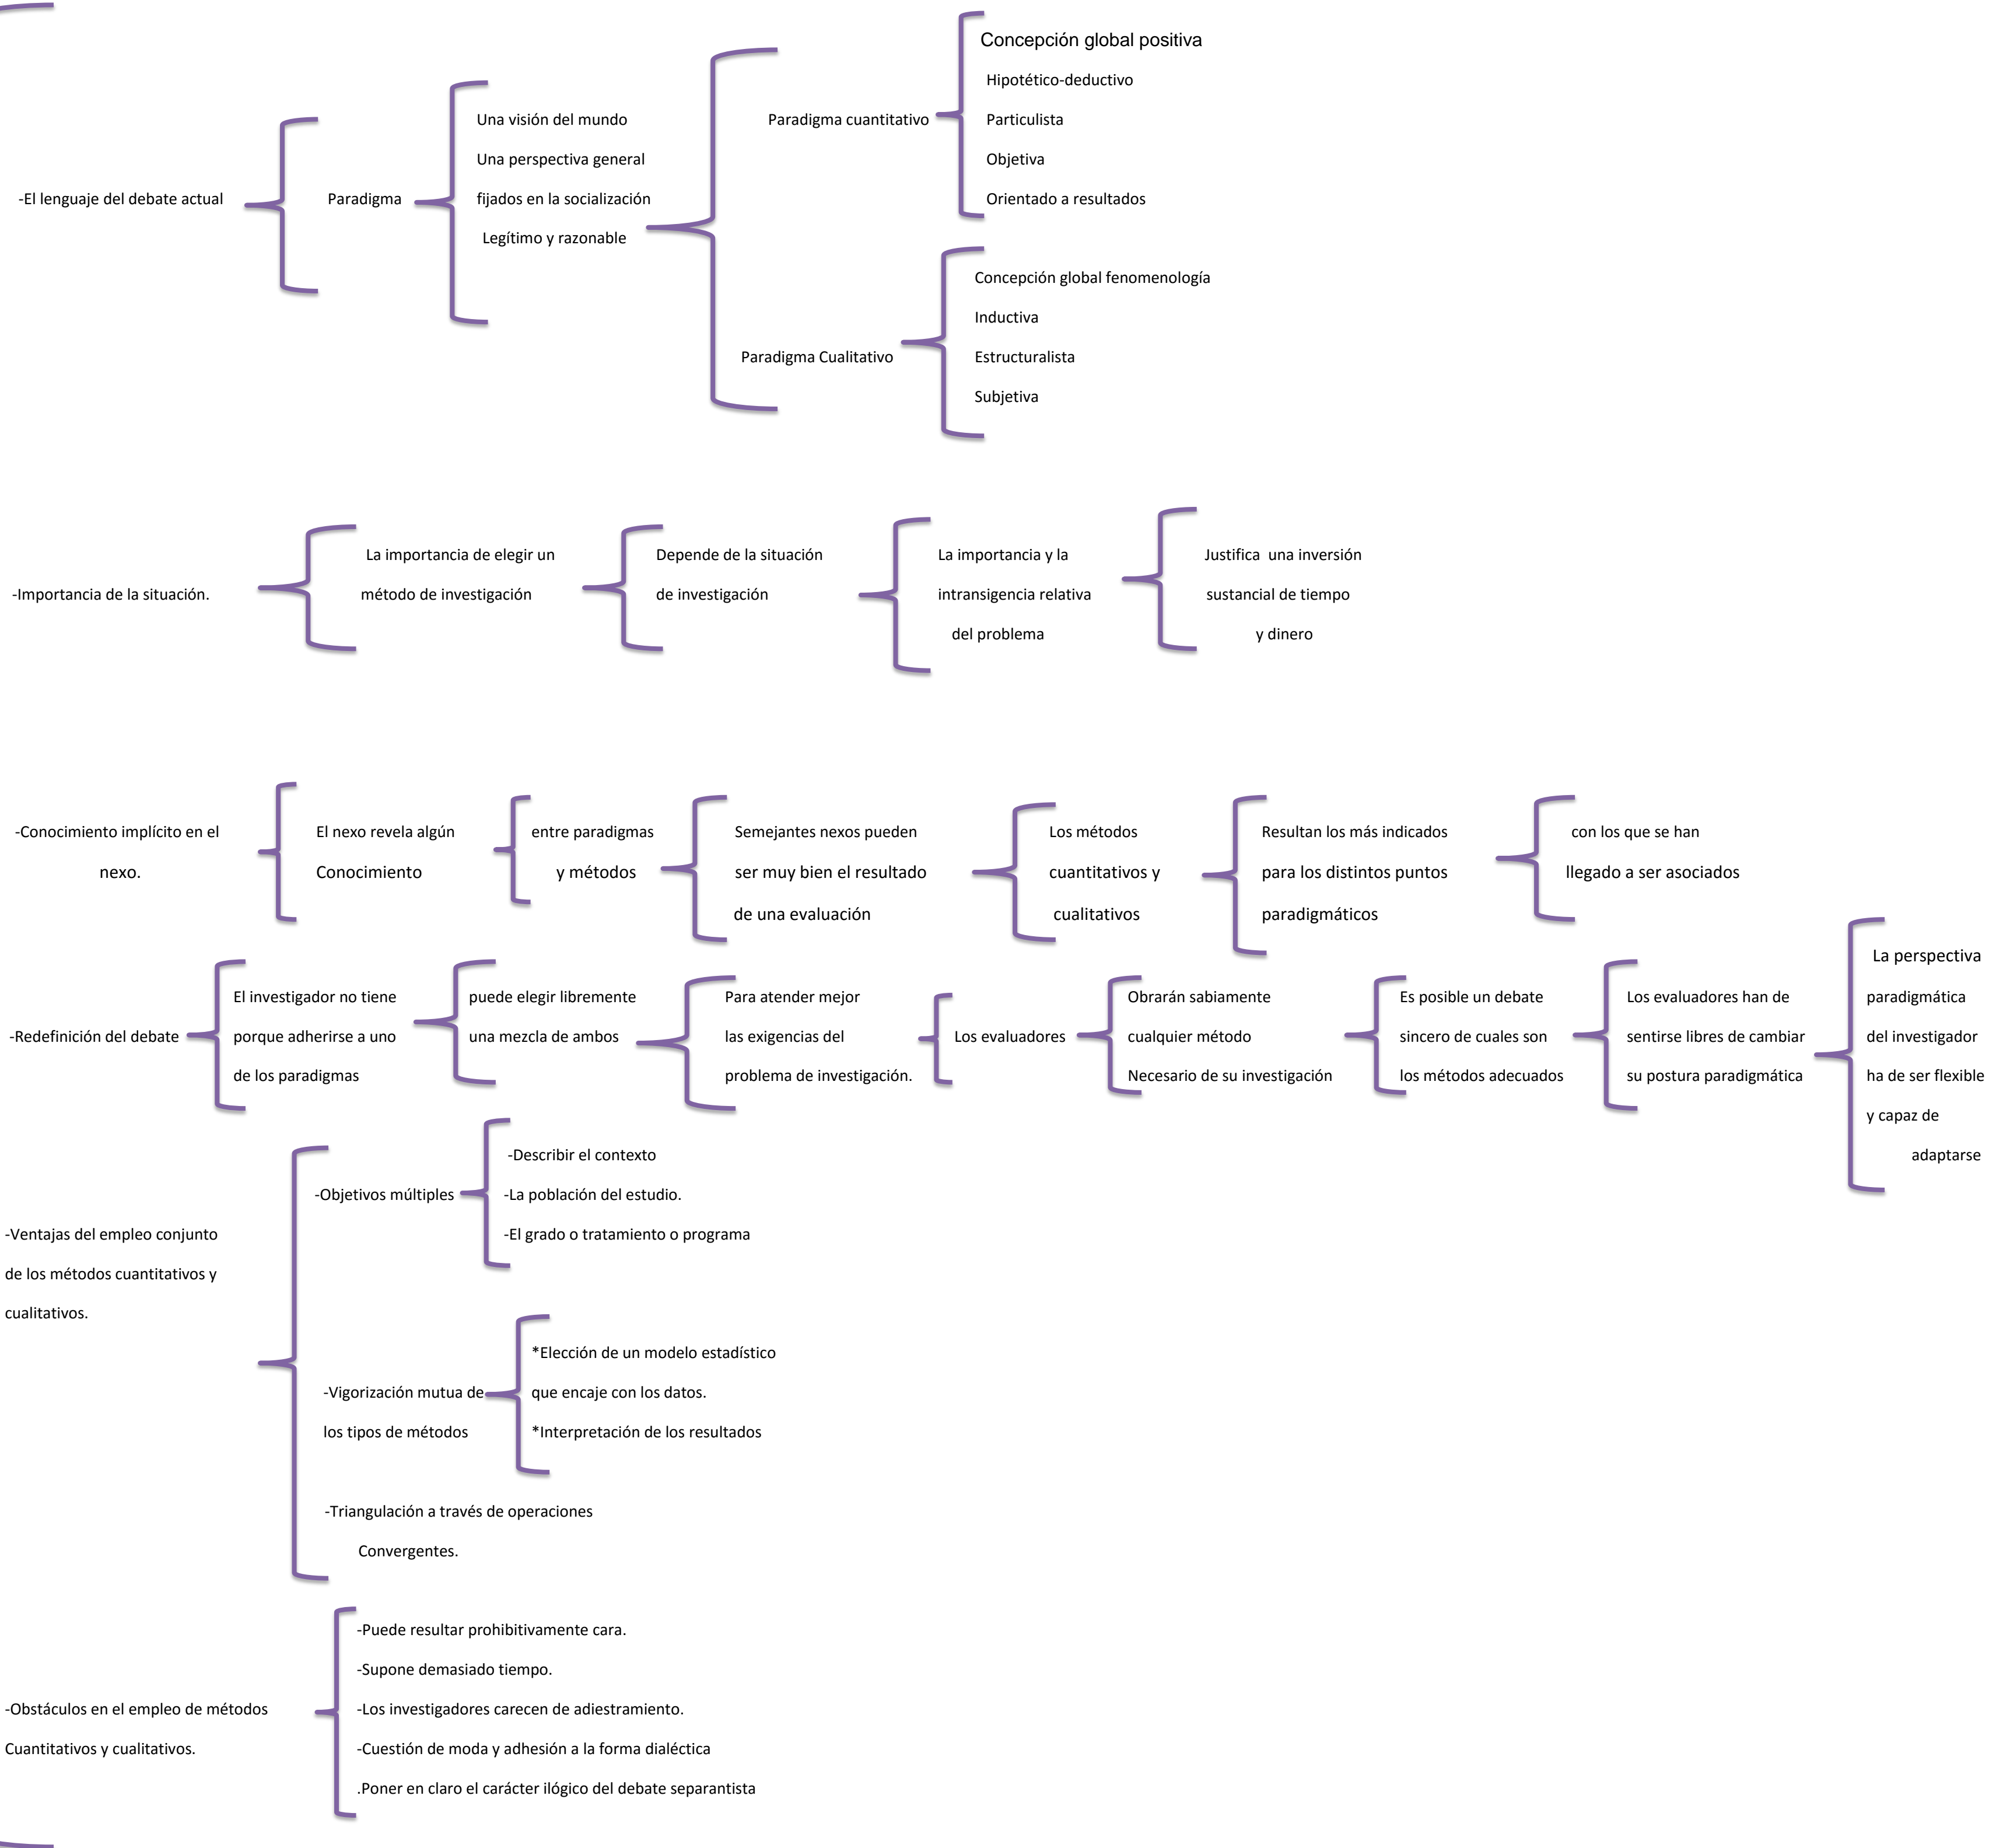 -El lenguaje del debate actual
Paradigma
Una visión del mundo
Una perspectiva general
fijados en la socialización
Legítimo y razonable
Paradigma cuantitativo
Concepción global positiva
Hipotético-deductivo
Particulista
Objetiva
Orientado a resultados
Paradigma Cualitativo
Concepción global fenomenología
Inductiva
Estructuralista
Subjetiva
-Importancia de la situación.
La importancia de elegir un
método de investigación
Depende de la situación
de investigación
La importancia y la
intransigencia relativa
del problema
Justifica  una inversión
sustancial de tiempo
y dinero
-Conocimiento implícito en el
nexo.
El nexo revela algún
Conocimiento
entre paradigmas
y métodos
Semejantes nexos pueden
ser muy bien el resultado
de una evaluación
Los métodos
cuantitativos y
cualitativos
Resultan los más indicados
para los distintos puntos
paradigmáticos
con los que se han
llegado a ser asociados
-Redefinición del debate
El investigador no tiene
porque adherirse a uno
de los paradigmas
puede elegir libremente
una mezcla de ambos
Para atender mejor
las exigencias del
problema de investigación.
Los evaluadores
Obrarán sabiamente
cualquier método
Necesario de su investigación
Es posible un debate
sincero de cuales son
los métodos adecuados
Los evaluadores han de
sentirse libres de cambiar
su postura paradigmática
La perspectiva
paradigmática
del investigador
ha de ser flexible
y capaz de
adaptarse
-Ventajas del empleo conjunto
de los métodos cuantitativos y
cualitativos.
-Objetivos múltiples
-Describir el contexto
-La población del estudio.
-El grado o tratamiento o programa
-Vigorización mutua de
los tipos de métodos
*Elección de un modelo estadístico
que encaje con los datos.
*Interpretación de los resultados
-Triangulación a través de operaciones
Convergentes.
-Obstáculos en el empleo de métodos
Cuantitativos y cualitativos.
-Puede resultar prohibitivamente cara.
-Supone demasiado tiempo.
-Los investigadores carecen de adiestramiento.
-Cuestión de moda y adhesión a la forma dialéctica
.Poner en claro el carácter ilógico del debate separantista